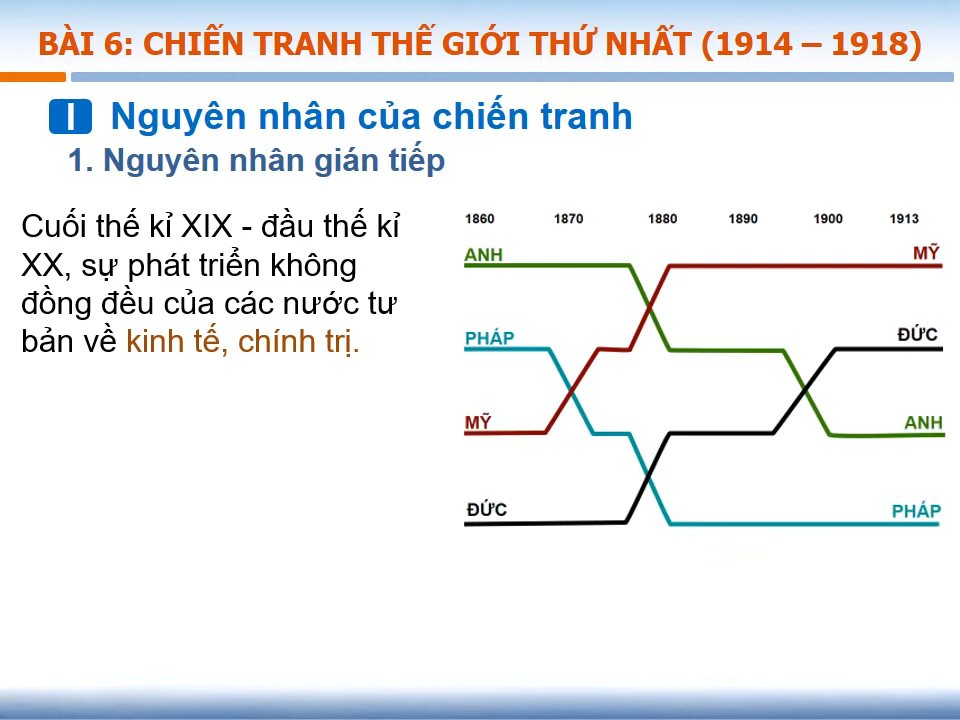 BÀI 6: CHIẾN TRANH THẾ GIỚI THỨ NHẤT (1914 – 1918)
I Nguyên nhân của chiến tranh
1. Nguyên nhân gián tiếp
Cuối thế kỉ XIX - đầu thế kỉ
XX, sự phát triển không
đồng đều của các nước tư
bản về kinh tế, chính trị.
1860 1870 1880 1890 1900 1913
ANH MỸ
PHÁP ĐỨC
MỸ ANH
ĐỨC PHÁP